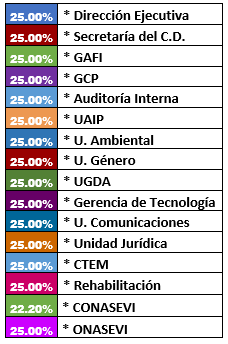 25.00% * Dirección Ejecutiva
25.00% * Secretaría del C.D.
25.00% * GAFI
25.00% * GCP
25.00% * Auditoría Interna
25.00% * UAIP
25.00% * U. Ambiental
25.00% * U. Género
25.00% * UGDA
25.00% * Gerencia de Tecnología
25.00% * U. Comunicaciones
25.00% * Unidad Jurídica
25.00% * CTEM
25.00% * Rehabilitación
22.20% * CONASEVI
25.00% * ONASEVI